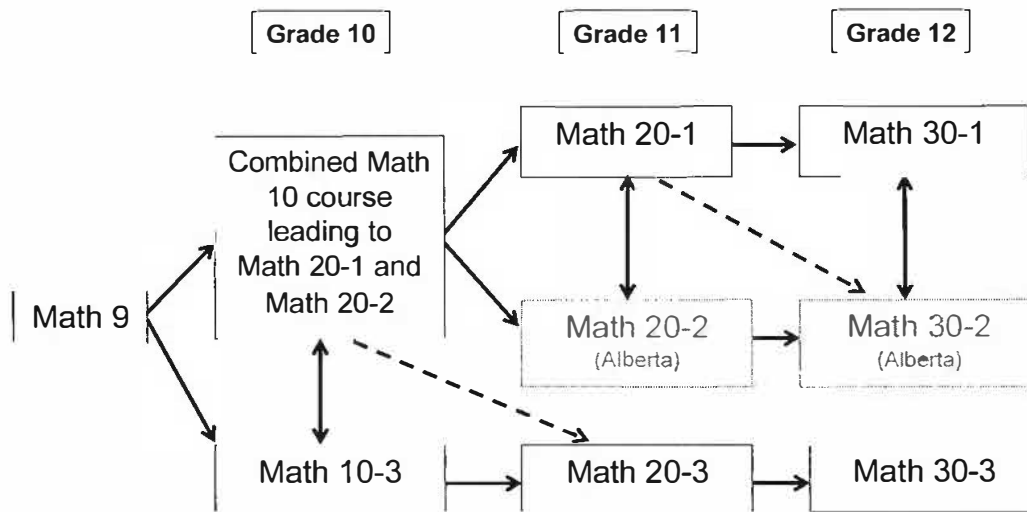 Grade 10
Grade 11
Grade 12
Math 9
Combined Math
10 course
leading to
Math 20-1 and
Math 20-2
Math 10-3
Math 20-1
Math 20-2
(Alberta)
Math 20-3
Math 30-1
Math 30-2
(Alberta)
Math 30-3